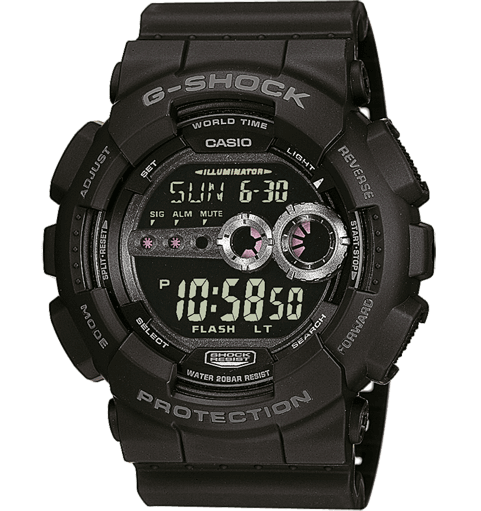 G-SHOCK
WORLD TIME
CASIO
ADJUST
SET
LIGHT
REVERSE
ILLUMINATOR
SUN 6-30
SIG ALM MUTE
SPLIT·RESET
START·STOP
P
10:58 50
FLASH LT
MODE
SELECT
SEARCH
FORWARD
SHOCK
RESIST
WATER 20BAR RESIST
PROTECTION